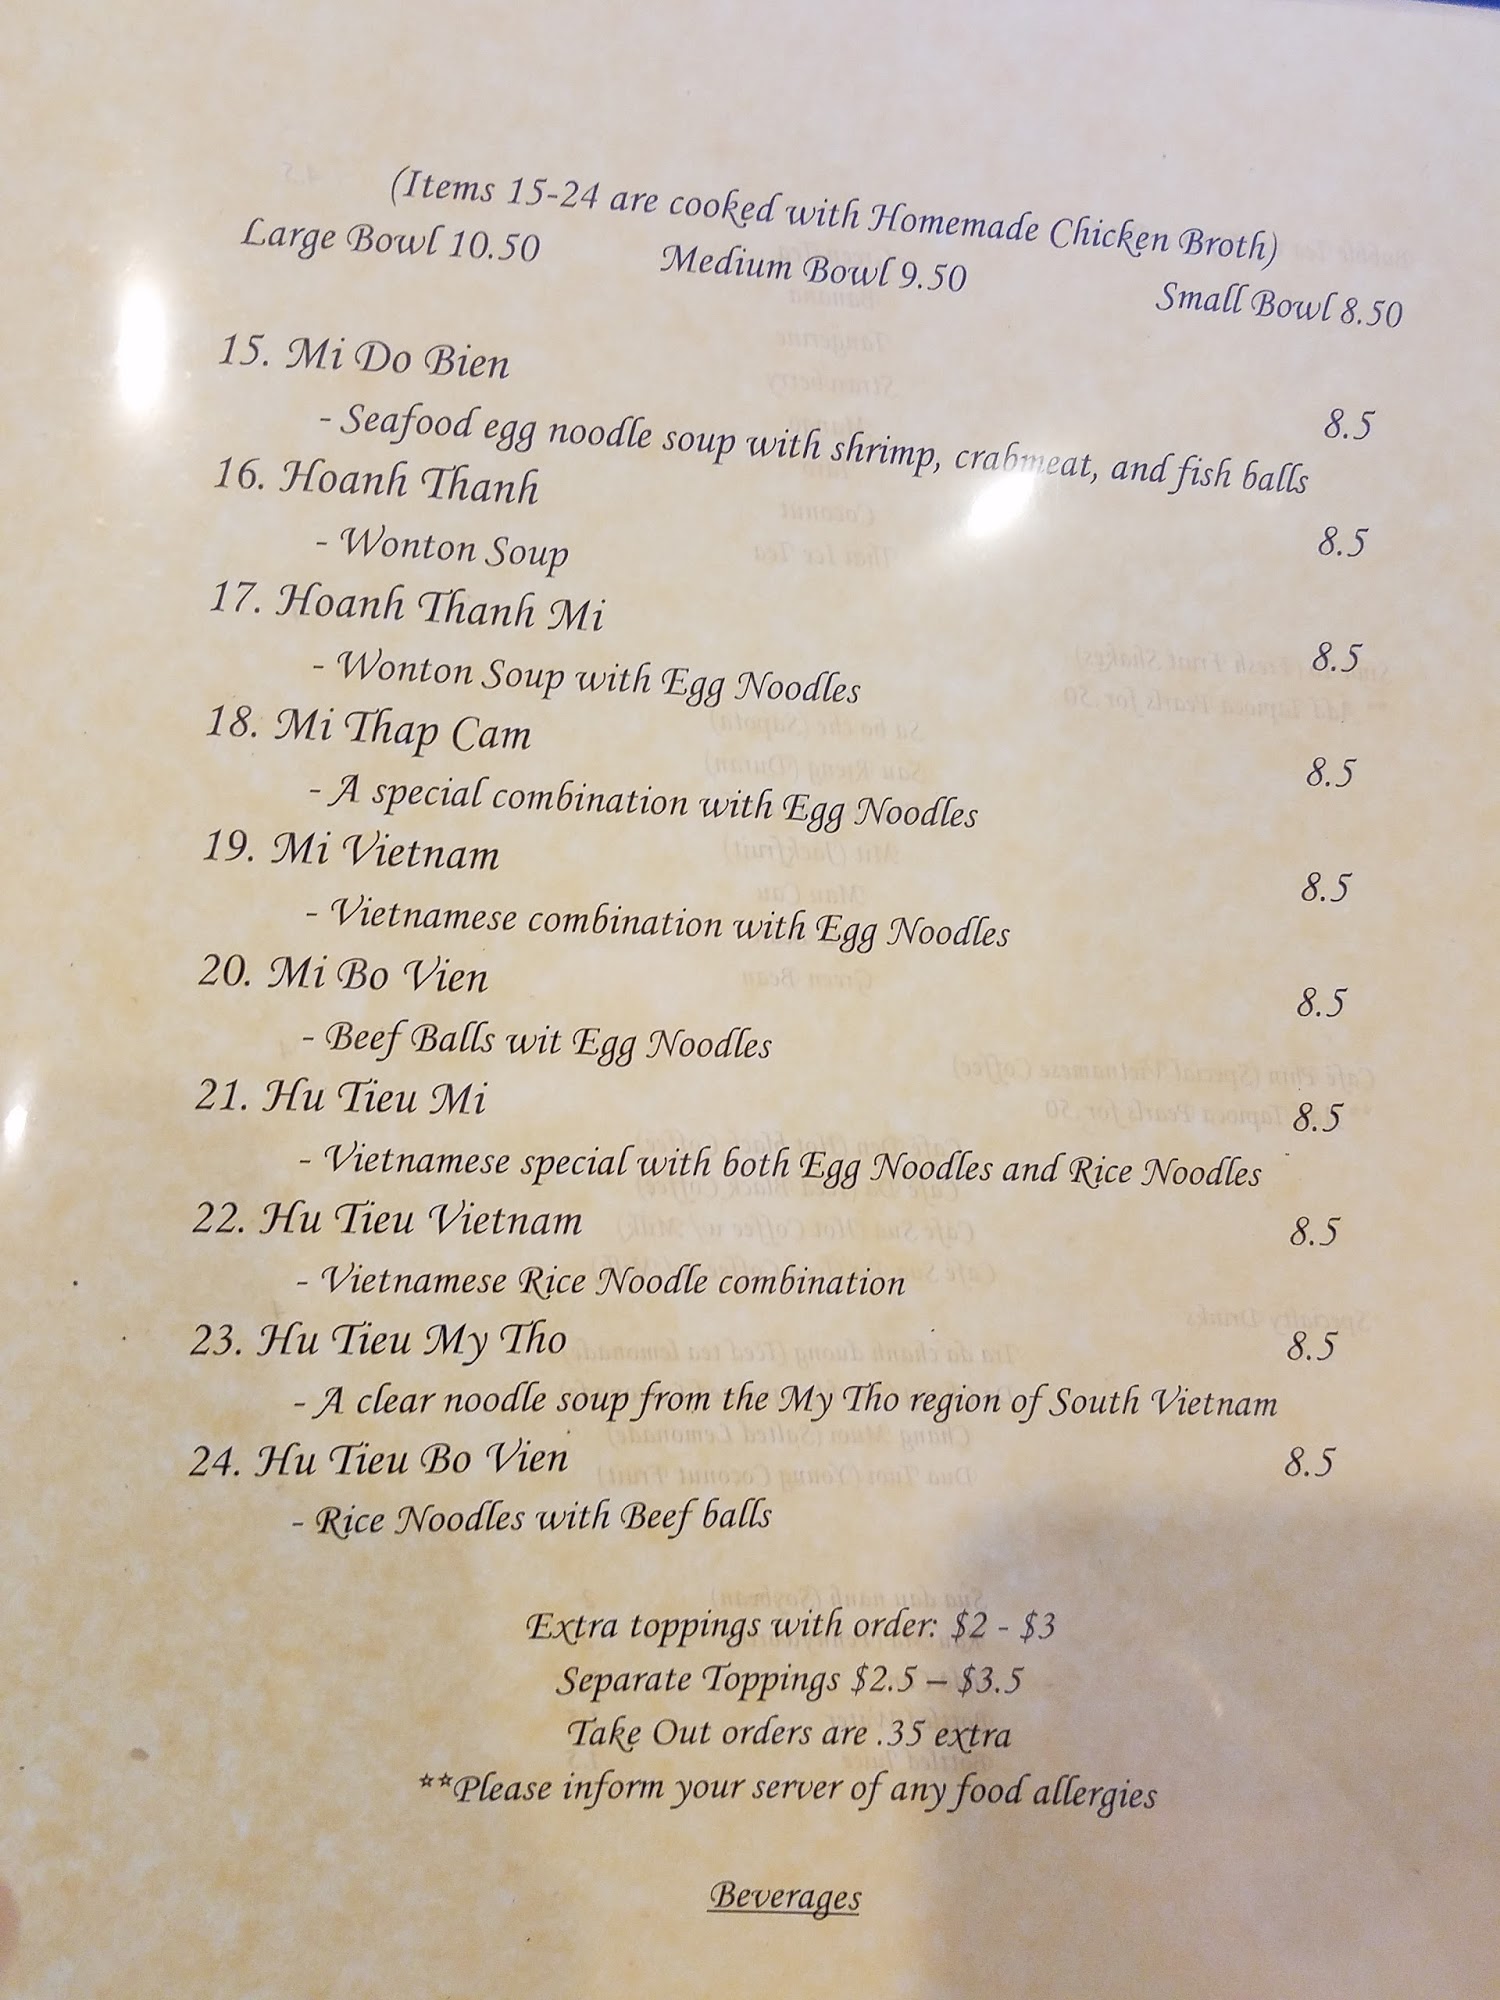 (Items 15-24 are cooked with Homemade Chicken Broth)
Large Bowl 10.50 Medium Bowl 9.50 Small Bowl 8.50
15. Mi Do Bien 8.5
- Seafood egg noodle soup with shrimp, crabmeat, and fish balls
16. Hoanh Thanh 8.5
- Wonton Soup
17. Hoanh Thanh Mi 8.5
- Wonton Soup with Egg Noodles
18. Mi Thap Cam 8.5
- A special combination with Egg Noodles
19. Mi Vietnam 8.5
- Vietnamese combination with Egg Noodles
20. Mi Bo Vien 8.5
- Beef Balls wit Egg Noodles
21. Hu Tieu Mi 8.5
- Vietnamese special with both Egg Noodles and Rice Noodles
22. Hu Tieu Vietnam 8.5
- Vietnamese Rice Noodle combination
23. Hu Tieu My Tho 8.5
- A clear noodle soup from the My Tho region of South Vietnam
24. Hu Tieu Bo Vien 8.5
- Rice Noodles with Beef balls
Extra toppings with order: $2 - $3
Separate Toppings $2.5 – $3.5
Take Out orders are .35 extra
**Please inform your server of any food allergies
Beverages